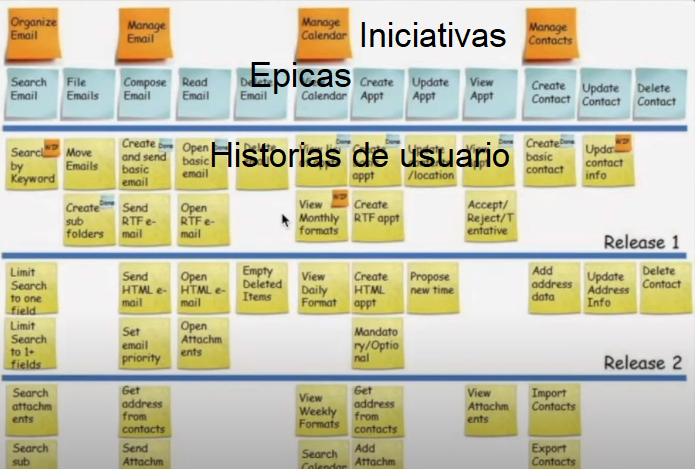 Organize
Email
Manage
Email
Manage
Calendar
Iniciativas
Manage
Contacts
Epicas
Search
Email
File
Emails
Compose
Email
Read
Email
Delete
Email
Calendar
Create
Appt
Update
Appt
View
Appt
Create
Contact
Update
Contact
Delete
Contact
Historias de usuario
Search
by
Keyword
WIP
Move
Emails
Create
and send
basic
email
Done
Open
basic
email
Done
Delete
Done
appt
Done
/location
Done
Create
basic
contact
Done
contact
info
WIP
Create
sub
folders
Done
Send
RTF e-
mail
Open
RTF e-
mail
View
Monthly
formats
WIP
Create
RTF appt
Accept/
Reject/T
entative
Release 1
Limit
Search
to one
field
Send
HTML e-
mail
Open
HTML e-
mail
Empty
Deleted
Items
View
Daily
Format
Create
HTML
appt
Propose
new time
Add
address
data
Update
Address
Info
Delete
Contact
Limit
Search
to 1+
fields
Set
email
priority
Open
Attachm
ents
Mandato
ry/Optio
nal
Release 2
Search
attachm
ents
Get
address
from
contacts
View
Weekly
Formats
Get
address
from
contacts
View
Attachm
ents
Import
Contacts
Search
sub
Send
Attachm
Search
Calendar
Add
Attachm
Export
Contacts